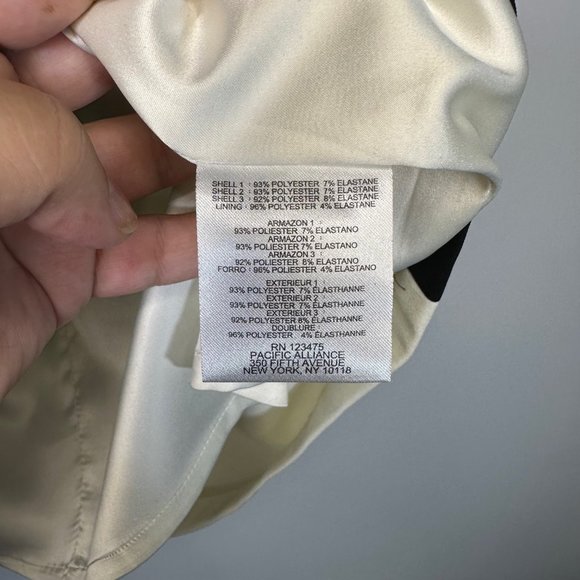 SHELL 1 : 93% POLYESTER 7% ELASTANE
SHELL 2 : 93% POLYESTER 7% ELASTANE
SHELL 3 : 92% POLYESTER 8% ELASTANE
LINING : 96% POLYESTER 4% ELASTANE
ARMAZON 1 :
93% POLIESTER 7% ELASTANO
ARMAZON 2 :
93% POLIESTER 7% ELASTANO
ARMAZON 3 :
92% POLIESTER 8% ELASTANO
FORRO : 96% POLIESTER 4% ELASTANO
EXTERIEUR 1 :
93% POLYESTER 7% ÉLASTHANNE
EXTERIEUR 2 :
93% POLYESTER 7% ÉLASTHANNE
EXTERIEUR 3 :
92% POLYESTER 8% ÉLASTHANNE
DOUBLURE :
96% POLYESTER 4% ÉLASTHANNE
RN 123475
PACIFIC ALLIANCE
350 FIFTH AVENUE
NEW YORK, NY 10118